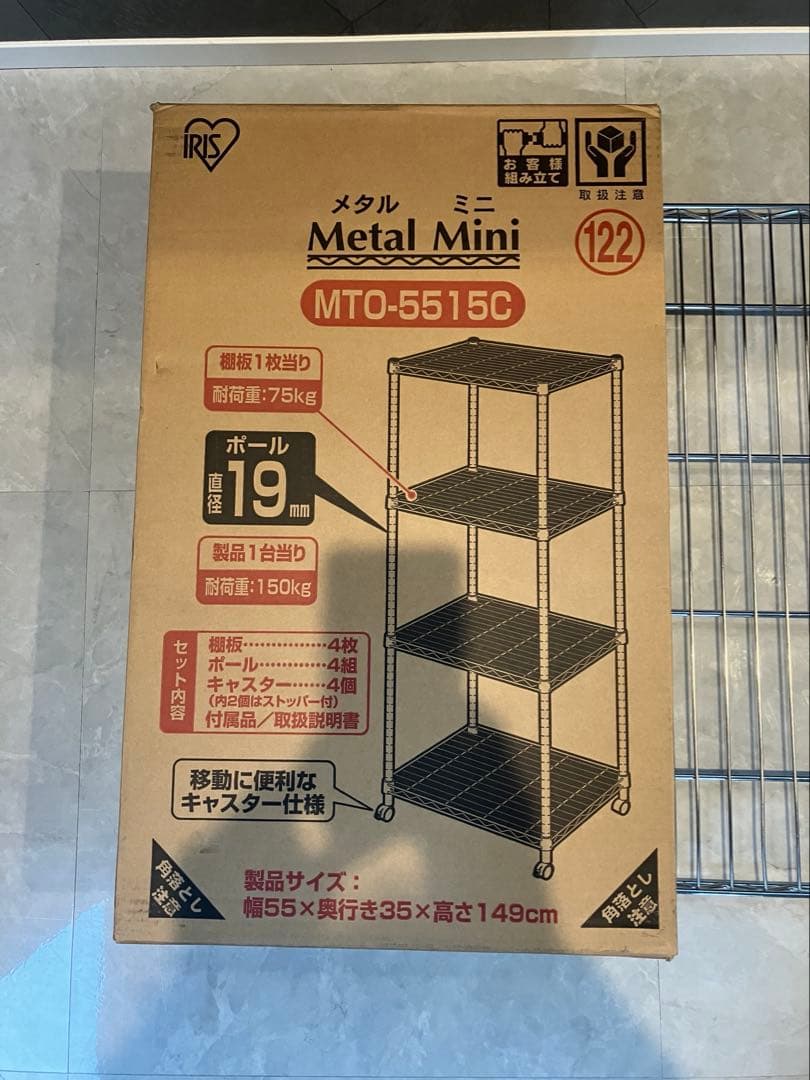 IRIS
お客様
組み立て
取扱注意
メタル ミニ
Metal Mini
122
MTO-5515C
棚板1枚当り
耐荷重:75kg
ポール
直径19mm
製品1台当り
耐荷重:150kg
セット内容
棚板……………4枚
ポール…………4組
キャスター……4個
(内2個はストッパー付)
付属品/取扱説明書
移動に便利な
キャスター仕様
角落とし
注意
製品サイズ:
幅55×奥行き35×高さ149cm
角落とし
注意